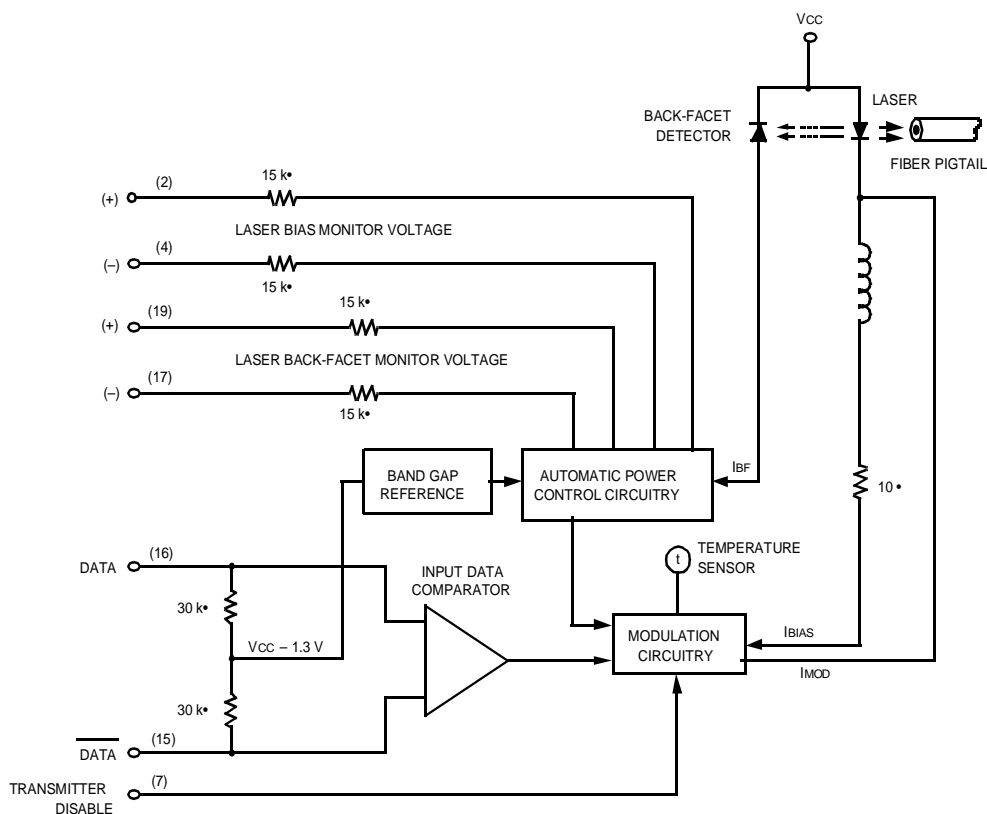 VCC
LASER
BACK-FACET
DETECTOR
FIBER PIGTAIL
(2)
15 k•
(+)
LASER BIAS MONITOR VOLTAGE
(4)
(–)
15 k•
15 k•
(19)
(+)
LASER BACK-FACET MONITOR VOLTAGE
(17)
(–)
15 k•
BAND GAP
REFERENCE
AUTOMATIC POWER
CONTROL CIRCUITRY
IBF
10 •
(16)
DATA
INPUT DATA
COMPARATOR
t
TEMPERATURE
SENSOR
30 k•
VCC – 1.3 V
MODULATION
CIRCUITRY
IBIAS
IMOD
30 k•
(15)
DATA
(7)
TRANSMITTER
DISABLE